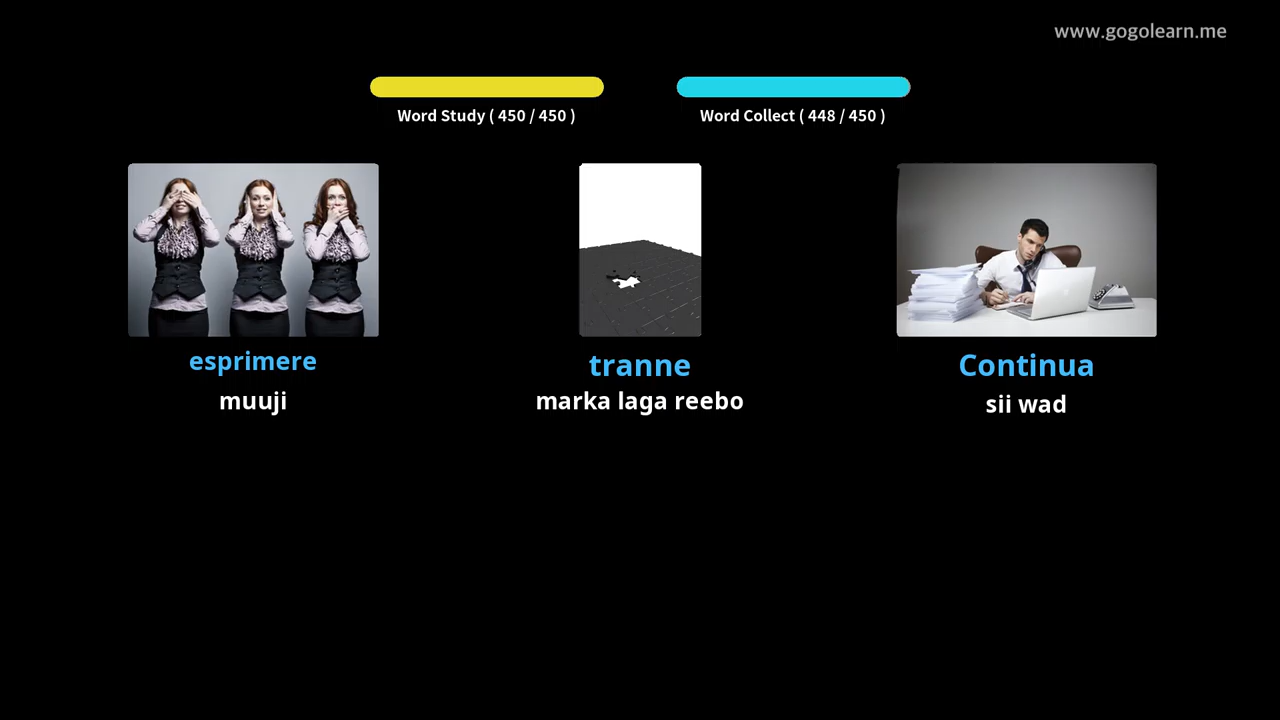 www.gogolearn.me
Word Study ( 450 / 450 )
Word Collect ( 448 / 450 )
esprimere
muuji
tranne
marka laga reebo
Continua
sii wad